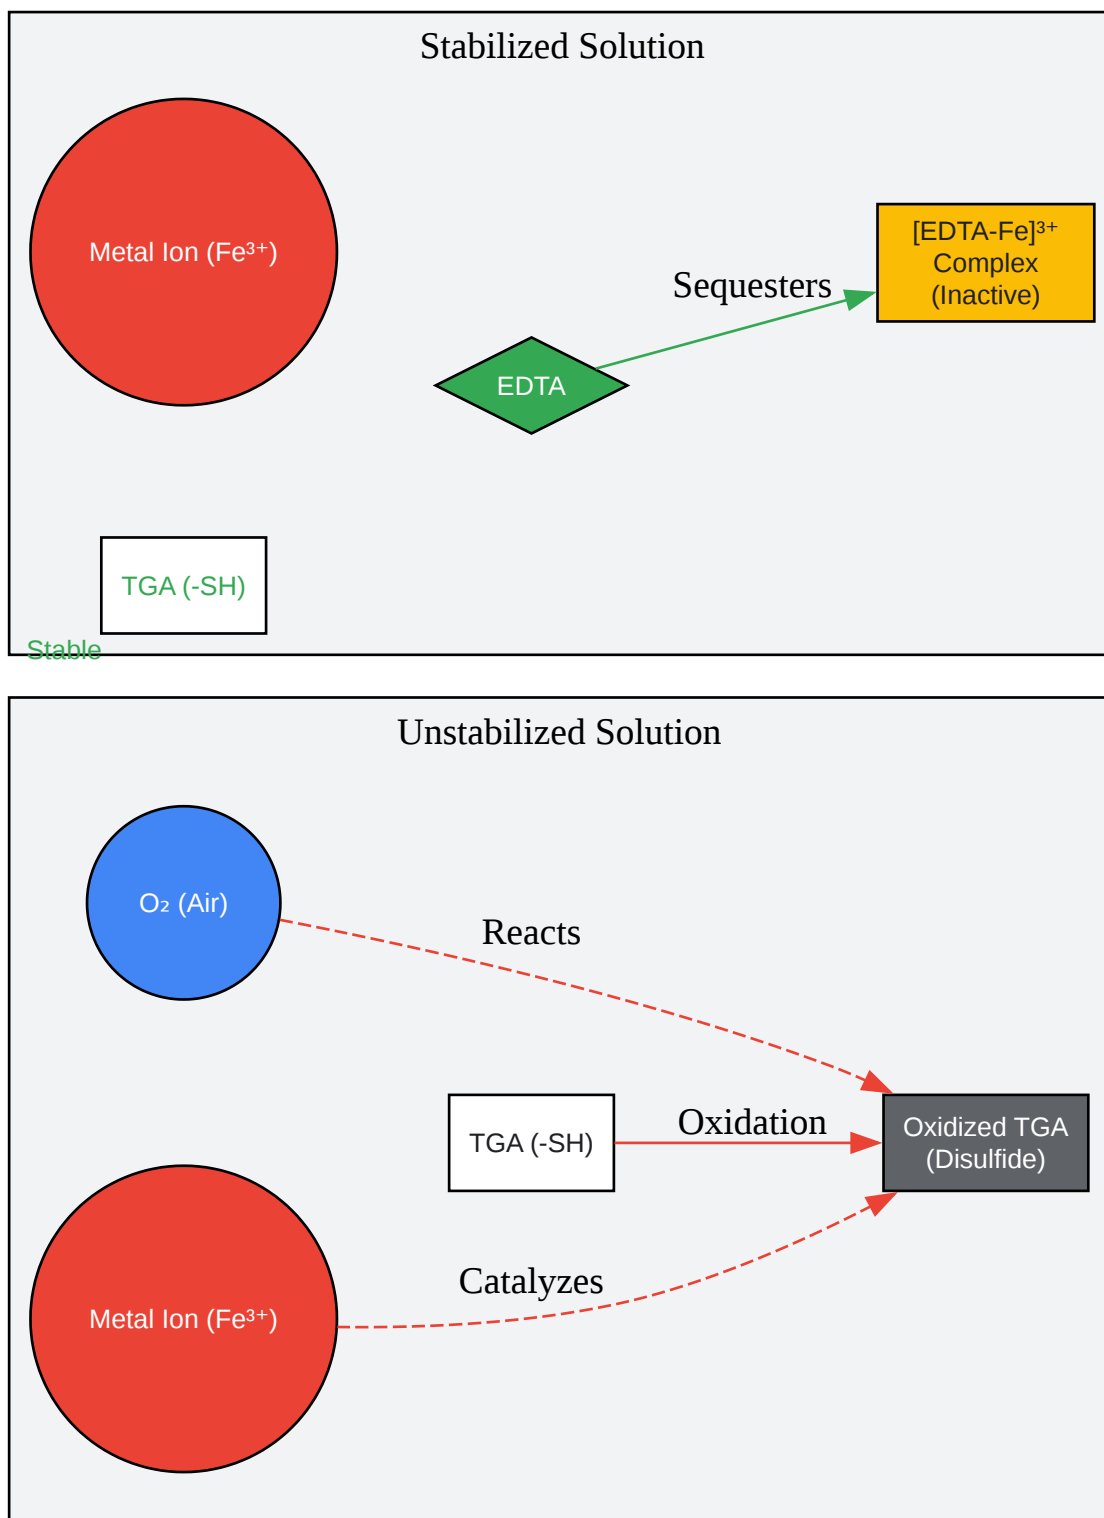 Stabilized Solution
Metal Ion (Fe³⁺)
[EDTA-Fe]³⁺
Complex
(Inactive)
Sequesters
EDTA
TGA (-SH)
Stable
Unstabilized Solution
O₂ (Air)
Reacts
TGA (-SH)
Oxidation
Oxidized TGA
(Disulfide)
Catalyzes
Metal Ion (Fe³⁺)